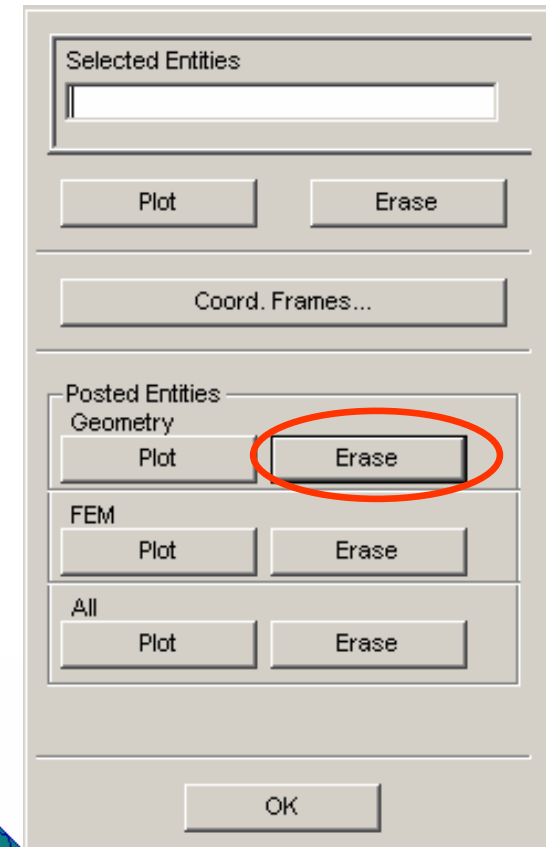 Selected Entities
Plot Erase
Coord. Frames...
Posted Entities
Geometry
Plot Erase
FEM
Plot Erase
All
Plot Erase
OK